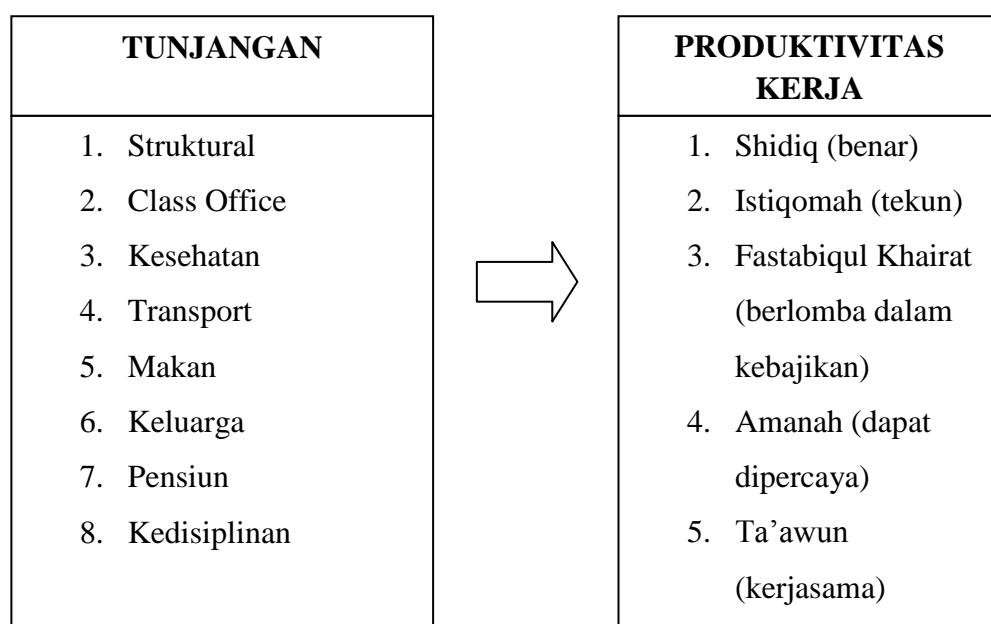 TUNJANGAN
1. Struktural
2. Class Office
3. Kesehatan
4. Transport
5. Makan
6. Keluarga
7. Pensiun
8. Kedisiplinan
PRODUKTIVITAS
KERJA
1. Shidiq (benar)
2. Istiqomah (tekun)
3. Fastabiqul Khairat
(berlomba dalam
kebajikan)
4. Amanah (dapat
dipercaya)
5. Ta’awun
(kerjasama)